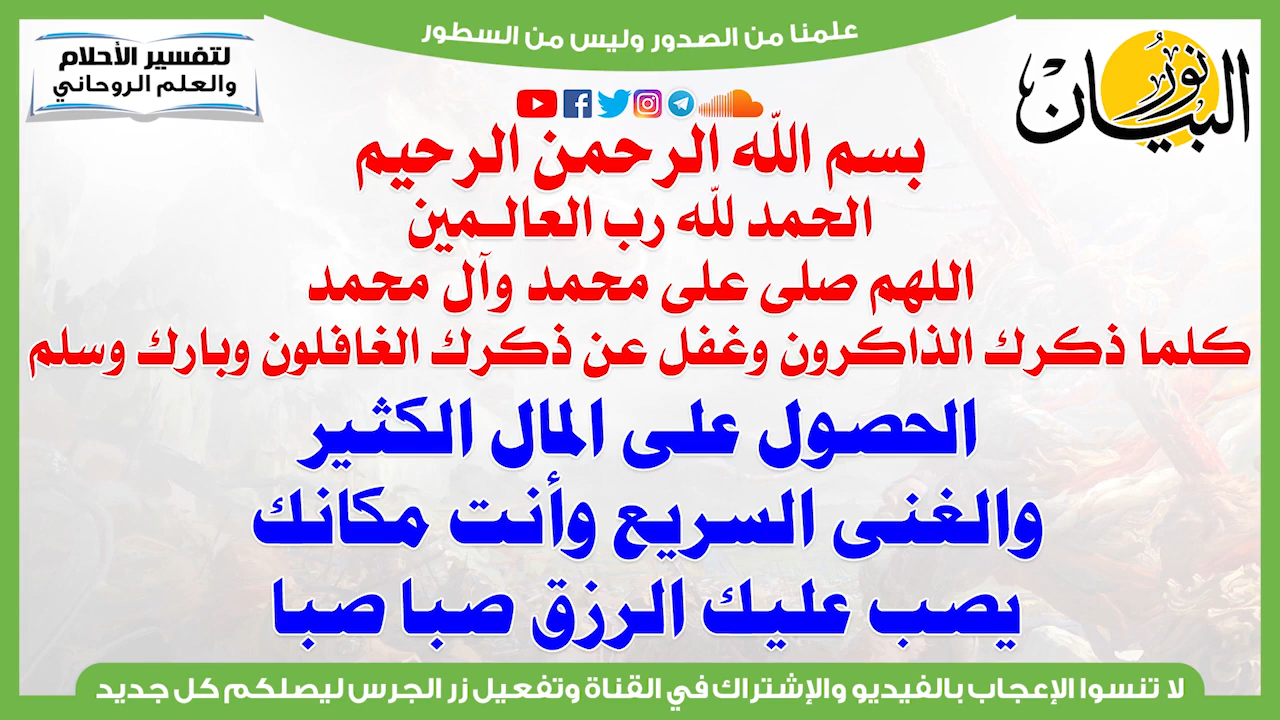 علمنا من الصدور وليس من السطور
نور البيان
لتفسير الأحلام
والعلم الروحاني
بسم الله الرحمن الرحيم
الحمد لله رب العالـمين
اللهم صلى على محمد وآل محمد
كلما ذكرك الذاكرون وغفل عن ذكرك الغافلون وبارك وسلم
الحصول على المال الكثير
والغنى السريع وأنت مكانك
يصب عليك الرزق صبا صبا
لا تنسوا الإعجاب بالفيديو والإشتراك في القناة وتفعيل زر الجرس ليصلكم كل جديد